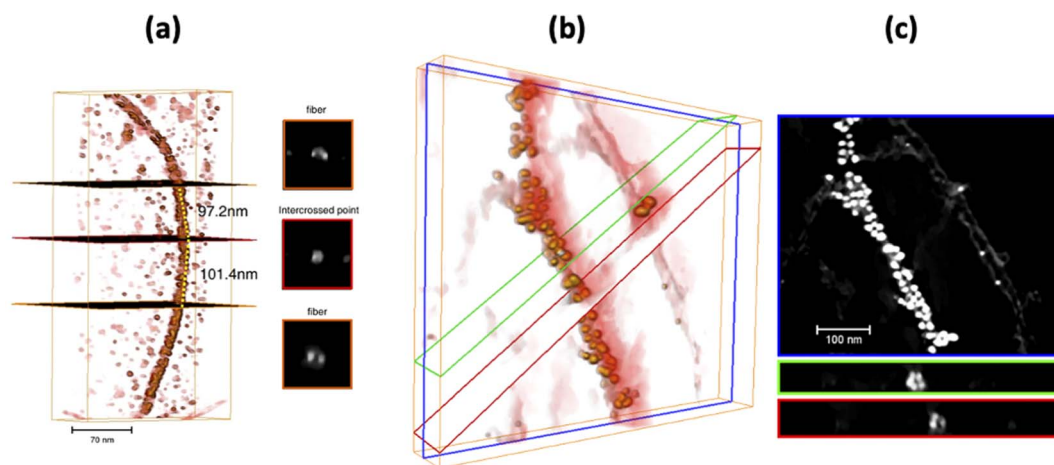 (a)
(b)
(c)
fiber
97.2nm
Intercrossed point
101.4nm
fiber
70 nm
100 nm